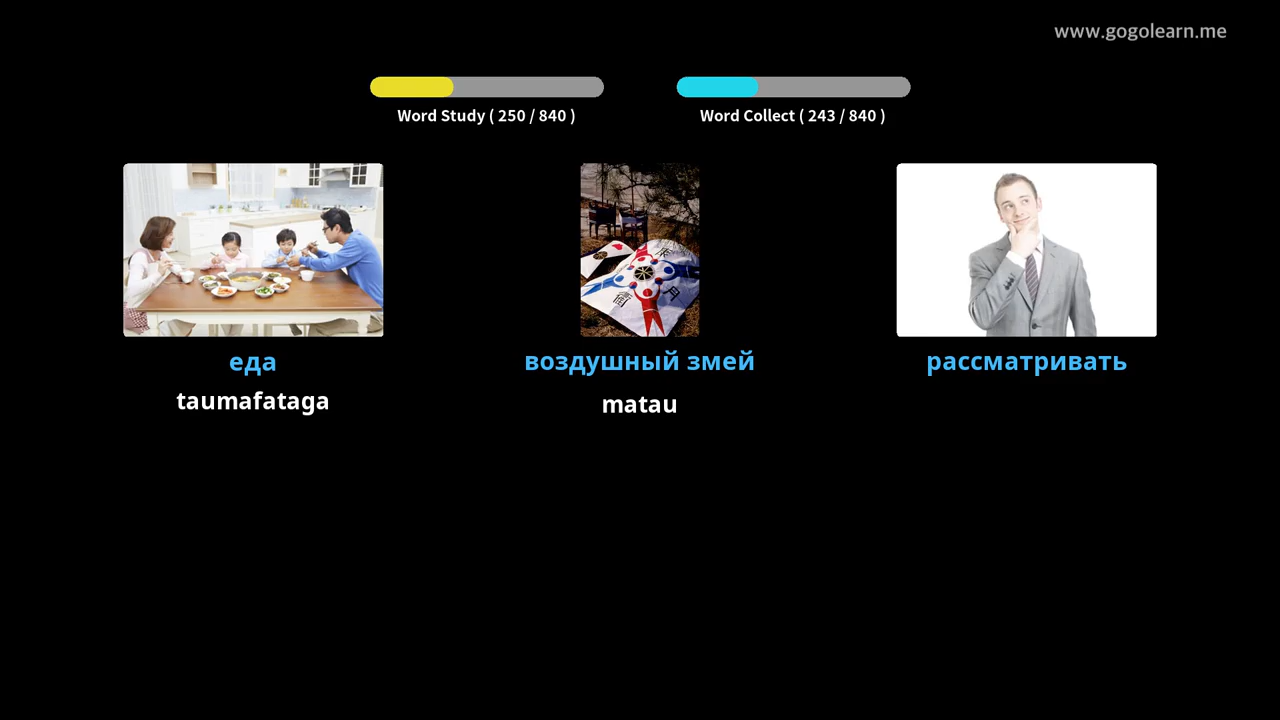 www.gogolearn.me
Word Study ( 250 / 840 )
Word Collect ( 243 / 840 )
еда
воздушный змей
рассматривать
taumafataga
matau